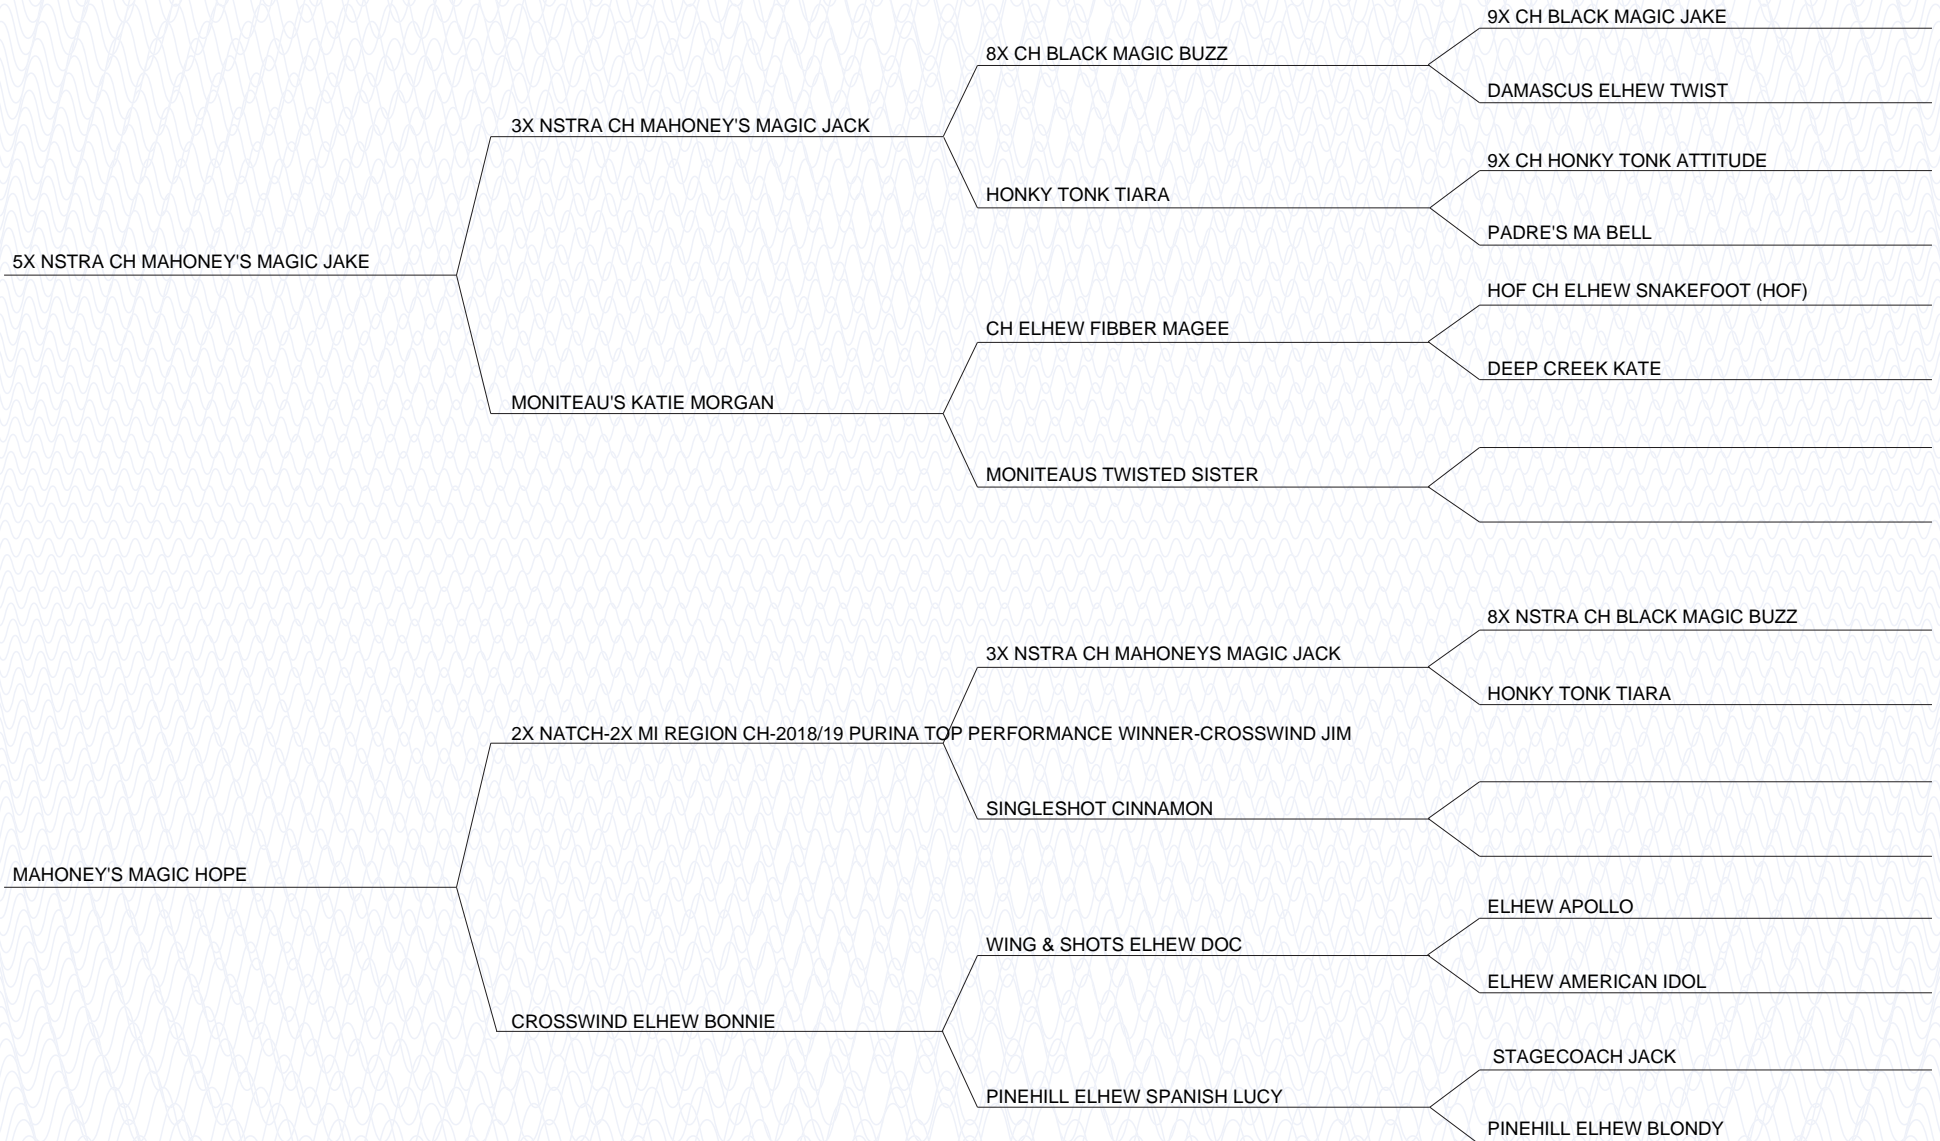 9X CH BLACK MAGIC JAKE
8X CH BLACK MAGIC BUZZ
DAMASCUS ELHEW TWIST
3X NSTRA CH MAHONEY'S MAGIC JACK
9X CH HONKY TONK ATTITUDE
HONKY TONK TIARA
PADRE'S MA BELL
5X NSTRA CH MAHONEY'S MAGIC JAKE
HOF CH ELHEW SNAKEFOOT (HOF)
CH ELHEW FIBBER MAGEE
DEEP CREEK KATE
MONITEAU'S KATIE MORGAN
MONITEAUS TWISTED SISTER
8X NSTRA CH BLACK MAGIC BUZZ
3X NSTRA CH MAHONEYS MAGIC JACK
HONKY TONK TIARA
2X NATCH-2X MI REGION CH-2018/19 PURINA TOP PERFORMANCE WINNER-CROSSWIND JIM
SINGLESHOT CINNAMON
MAHONEY'S MAGIC HOPE
ELHEW APOLLO
WING & SHOTS ELHEW DOC
ELHEW AMERICAN IDOL
CROSSWIND ELHEW BONNIE
STAGECOACH JACK
PINEHILL ELHEW SPANISH LUCY
PINEHILL ELHEW BLONDY